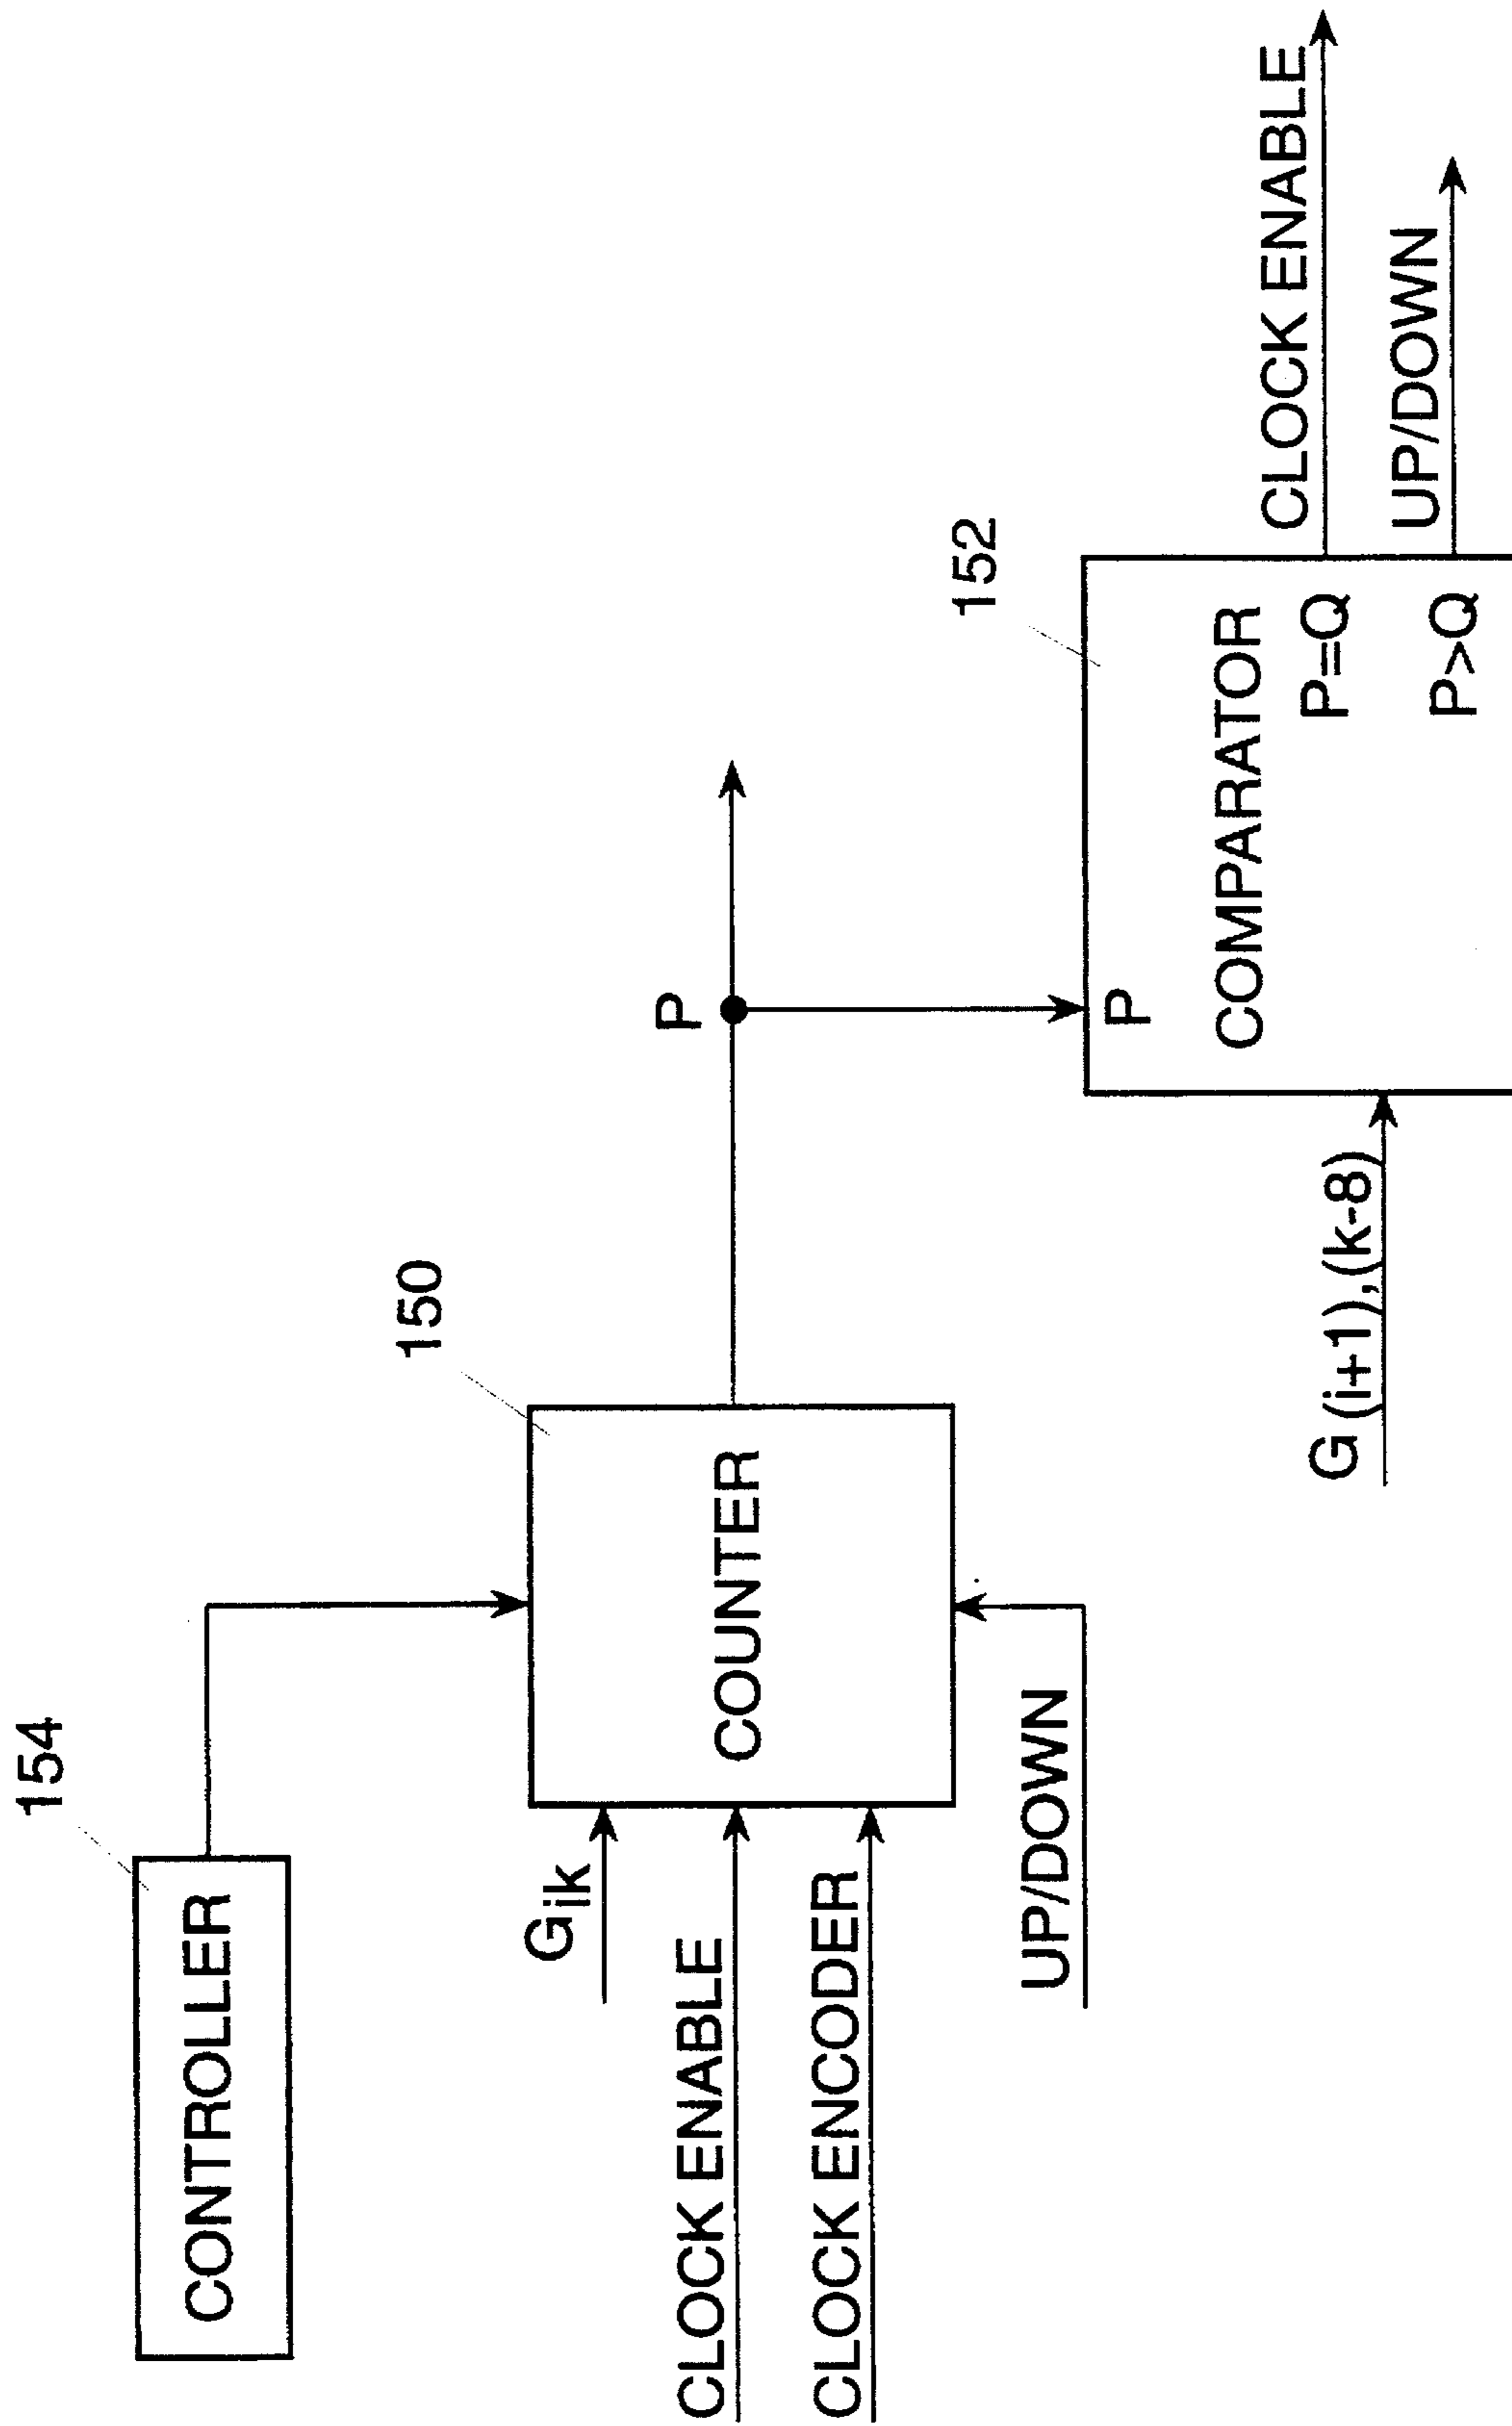 154
CONTROLLER
150
G ik
CLOCK ENABLE
CLOCK ENCODER
COUNTER
UP/DOWN
P
152
P
COMPARATOR
P=Q
P>Q
G (i+1),(k-8)
CLOCK ENABLE
UP/DOWN